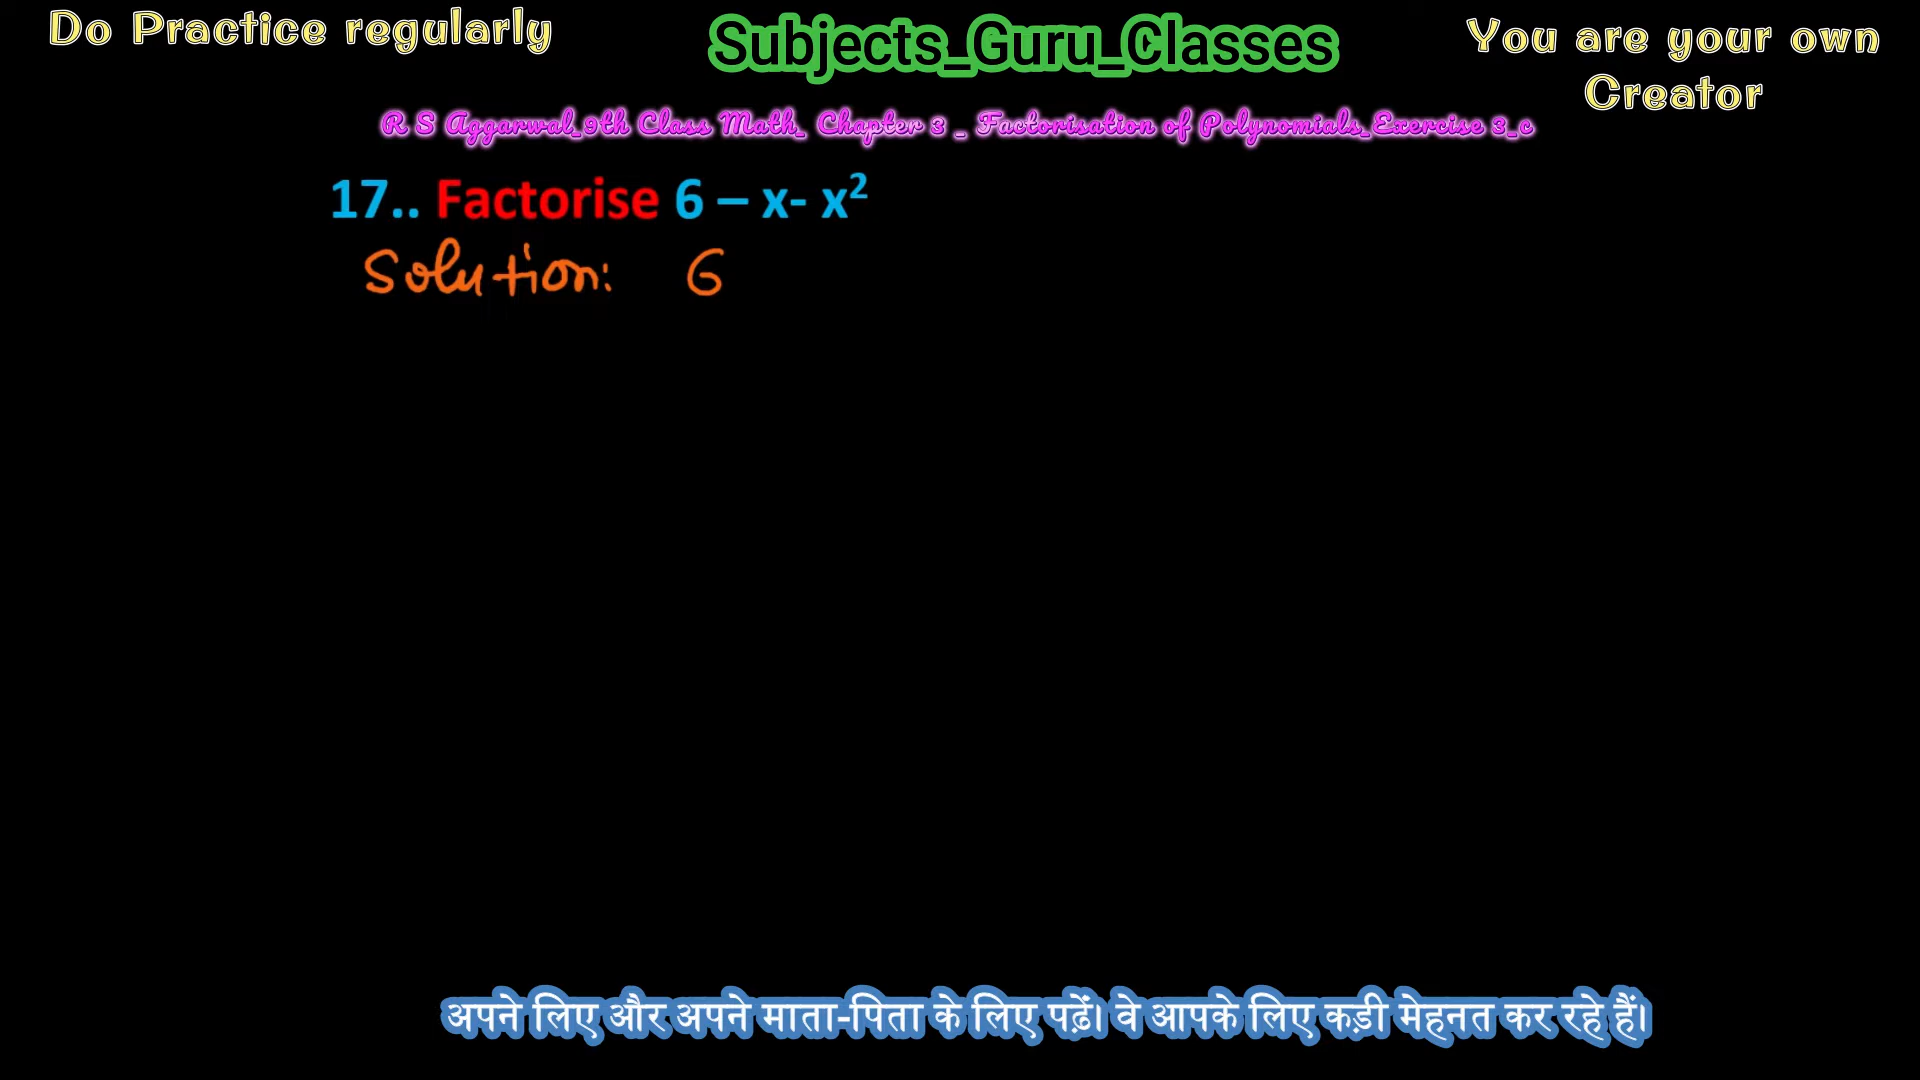 Do Practice regularly
Subjects_Guru_Classes
You are your own
Creator
R S Aggarwal_9th Class Math_ Chapter 3 _ Factorisation of Polynomials_Exercise 3_c
17.. Factorise 6 – x- x²
Solution: 6
अपने लिए और अपने माता-पिता के लिए पढ़ें। वे आपके लिए कड़ी मेहनत कर रहे हैं।